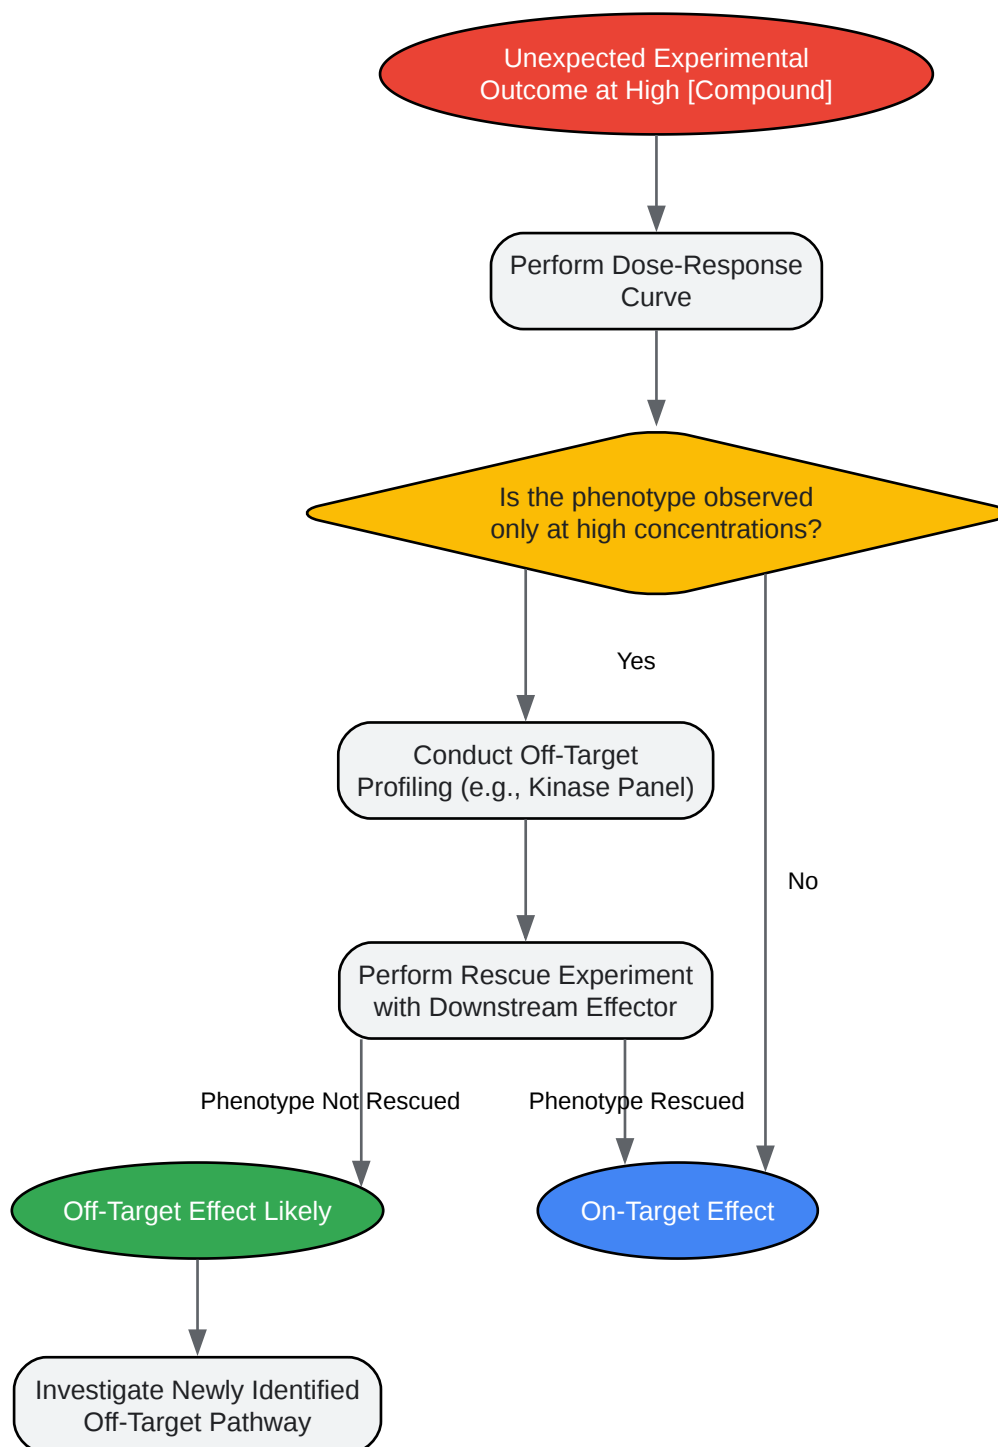 Unexpected Experimental
Outcome at High [Compound]
Perform Dose-Response
Curve
Is the phenotype observed
only at high concentrations?
Yes
Conduct Off-Target
Profiling (e.g., Kinase Panel)
No
Perform Rescue Experiment
with Downstream Effector
Phenotype Not Rescued
Phenotype Rescued
Off-Target Effect Likely
On-Target Effect
Investigate Newly Identified
Off-Target Pathway